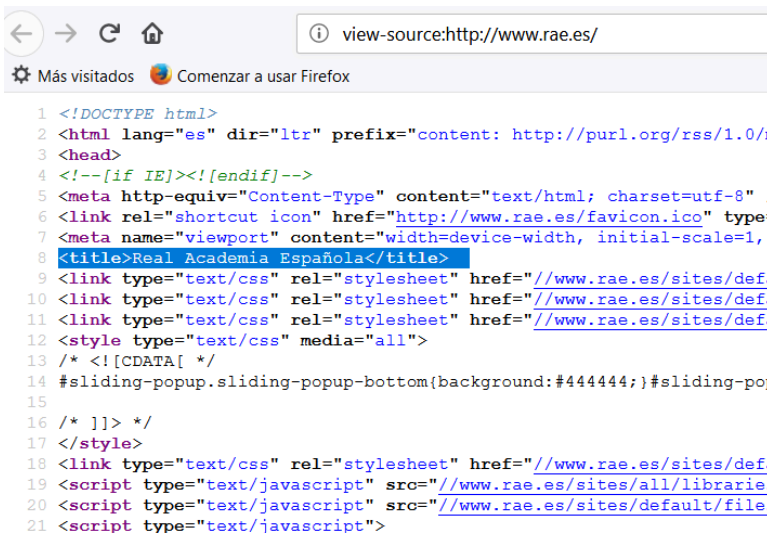 view-source:http://www.rae.es/
Más visitados Comenzar a usar Firefox
1 <!DOCTYPE html>
2 <html lang="es" dir="ltr" prefix="content: http://purl.org/rss/1.0/
3 <head>
4 <!--[if IE]><![endif]-->
5 <meta http-equiv="Content-Type" content="text/html; charset=utf-8"
6 <link rel="shortcut icon" href="http://www.rae.es/favicon.ico" type=
7 <meta name="viewport" content="width=device-width, initial-scale=1,
8 <title>Real Academia Española</title>
9 <link type="text/css" rel="stylesheet" href="//www.rae.es/sites/def
10 <link type="text/css" rel="stylesheet" href="//www.rae.es/sites/def
11 <link type="text/css" rel="stylesheet" href="//www.rae.es/sites/def
12 <style type="text/css" media="all">
13 /* <![CDATA[ */
14 #sliding-popup.sliding-popup-bottom{background:#444444;}#sliding-po
15
16 /* ]]> */
17 </style>
18 <link type="text/css" rel="stylesheet" href="//www.rae.es/sites/def
19 <script type="text/javascript" src="//www.rae.es/sites/all/librarie
20 <script type="text/javascript" src="//www.rae.es/sites/default/file
21 <script type="text/javascript">